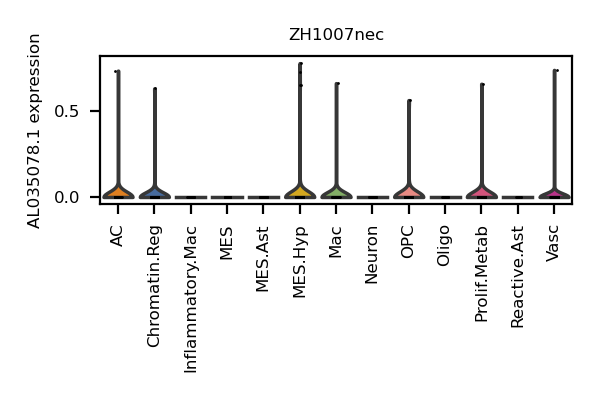 ZH1007nec
AL035078.1 expression
0.5
0.0
AC
Chromatin.Reg
Inflammatory.Mac
MES
MES.Ast
MES.Hyp
Mac
Neuron
OPC
Oligo
Prolif.Metab
Reactive.Ast
Vasc